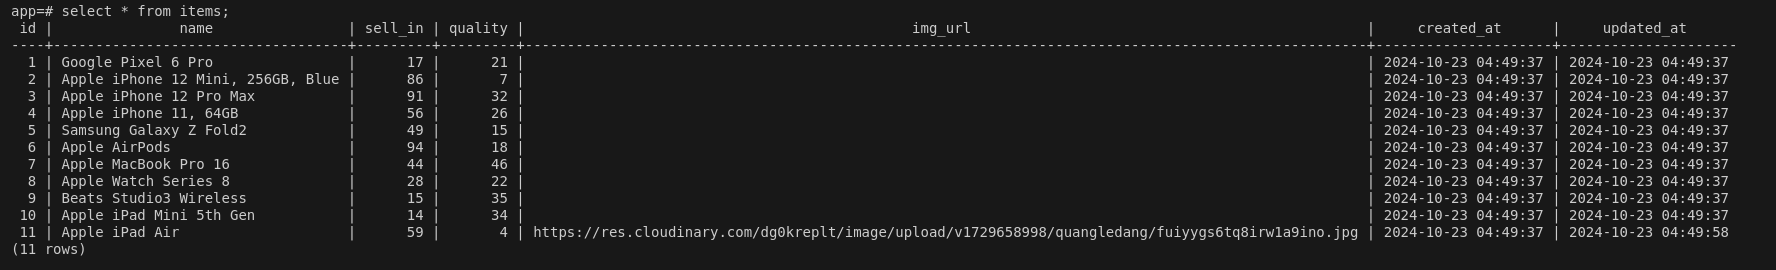 app=# select * from items;
 id |               name               | sell_in | quality |                                              img_url                                               |     created_at      |     updated_at
----+----------------------------------+---------+---------+----------------------------------------------------------------------------------------------------+---------------------+---------------------
  1 | Google Pixel 6 Pro               |      17 |      21 |                                                                                                    | 2024-10-23 04:49:37 | 2024-10-23 04:49:37
  2 | Apple iPhone 12 Mini, 256GB, Blue |      86 |       7 |                                                                                                    | 2024-10-23 04:49:37 | 2024-10-23 04:49:37
  3 | Apple iPhone 12 Pro Max          |      91 |      32 |                                                                                                    | 2024-10-23 04:49:37 | 2024-10-23 04:49:37
  4 | Apple iPhone 11, 64GB            |      56 |      26 |                                                                                                    | 2024-10-23 04:49:37 | 2024-10-23 04:49:37
  5 | Samsung Galaxy Z Fold2           |      49 |      15 |                                                                                                    | 2024-10-23 04:49:37 | 2024-10-23 04:49:37
  6 | Apple AirPods                    |      94 |      18 |                                                                                                    | 2024-10-23 04:49:37 | 2024-10-23 04:49:37
  7 | Apple MacBook Pro 16             |      44 |      46 |                                                                                                    | 2024-10-23 04:49:37 | 2024-10-23 04:49:37
  8 | Apple Watch Series 8             |      28 |      22 |                                                                                                    | 2024-10-23 04:49:37 | 2024-10-23 04:49:37
  9 | Beats Studio3 Wireless           |      15 |      35 |                                                                                                    | 2024-10-23 04:49:37 | 2024-10-23 04:49:37
 10 | Apple iPad Mini 5th Gen          |      14 |      34 |                                                                                                    | 2024-10-23 04:49:37 | 2024-10-23 04:49:37
 11 | Apple iPad Air                   |      59 |       4 | https://res.cloudinary.com/dg0kreplt/image/upload/v1729658998/quangledang/fuiyygs6tq8irw1a9ino.jpg | 2024-10-23 04:49:37 | 2024-10-23 04:49:58
(11 rows)